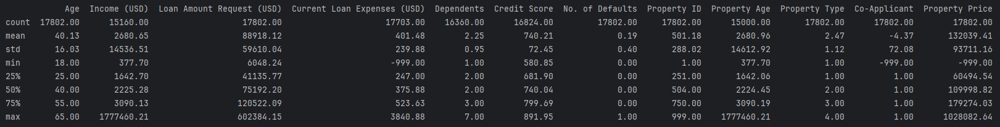 Age Income (USD) Loan Amount Request (USD) Current Loan Expenses (USD) Dependents Credit Score No. of Defaults Property ID Property Age Property Type Co-Applicant Property Price
count 17802.00 15160.00 17802.00 17703.00 16360.00 16824.00 17802.00 17802.00 15000.00 17802.00 17802.00 17802.00
mean 40.13 2680.65 88918.12 401.48 2.25 740.21 0.19 501.18 2680.96 2.47 -4.37 132039.41
std 16.03 14536.51 59610.04 239.88 0.95 72.45 0.40 288.02 14612.92 1.12 72.08 93711.16
min 18.00 377.70 6048.24 -999.00 1.00 580.85 0.00 1.00 377.70 1.00 -999.00 -999.00
25% 25.00 1642.70 41135.77 247.00 2.00 681.90 0.00 251.00 1642.06 1.00 1.00 60494.54
50% 40.00 2225.28 75192.20 375.88 2.00 740.04 0.00 504.00 2224.45 2.00 1.00 109998.82
75% 55.00 3090.13 120522.09 523.63 3.00 799.69 0.00 750.00 3090.19 3.00 1.00 179274.03
max 65.00 1777460.21 602384.15 3840.88 7.00 891.95 1.00 999.00 1777460.21 4.00 1.00 1028082.64